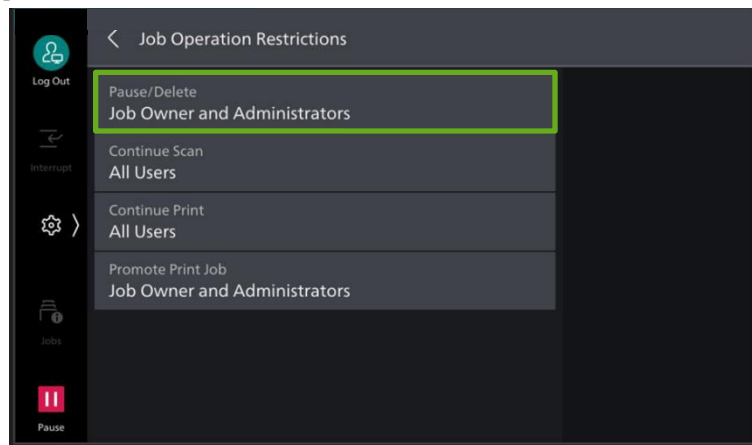 Job Operation Restrictions
Log Out
Pause/Delete
Job Owner and Administrators
Continue Scan
All Users
Interrupt
Continue Print
All Users
Promote Print Job
Job Owner and Administrators
Jobs
Pause